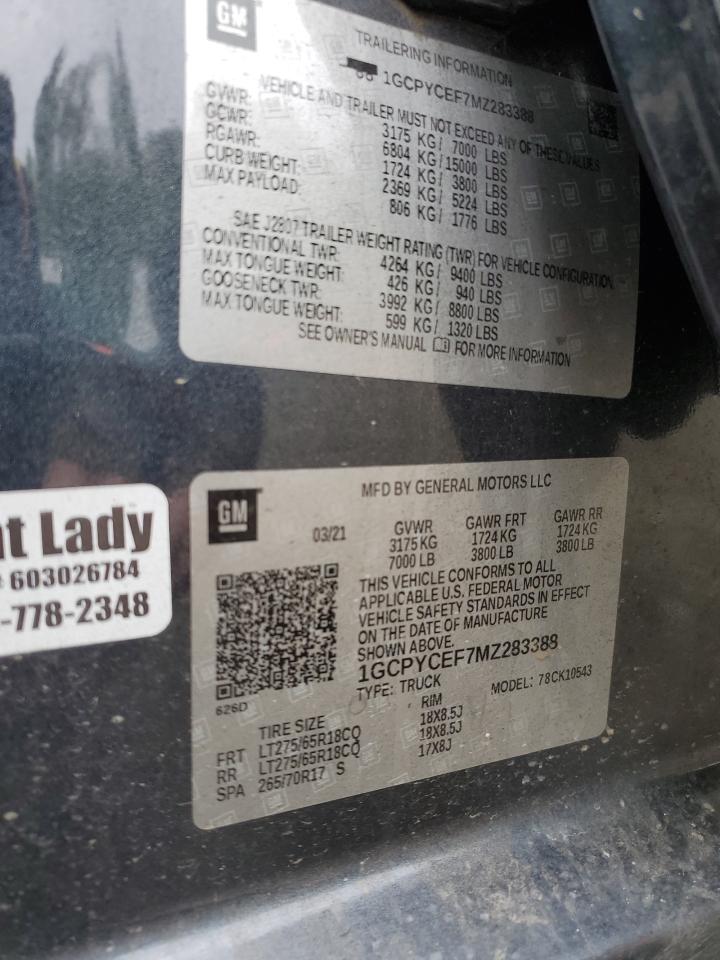 GM
TRAILERING INFORMATION
1GCPYCEF7MZ283388
VEHICLE AND TRAILER MUST NOT EXCEED ANY OF THESE VALUES
GVWR: 3175 KG/ 7000 LBS
GCWR: 6804 KG/ 15000 LBS
RGAWR: 1724 KG/ 3800 LBS
CURB WEIGHT: 2369 KG/ 5224 LBS
MAX PAYLOAD: 806 KG/ 1776 LBS
SAE J2807 TRAILER WEIGHT RATING (TWR) FOR VEHICLE CONFIGURATION
CONVENTIONAL TWR: 4264 KG/ 9400 LBS
MAX TONGUE WEIGHT: 426 KG/ 940 LBS
GOOSENECK TWR: 3992 KG/ 8800 LBS
MAX TONGUE WEIGHT: 599 KG/ 1320 LBS
SEE OWNER'S MANUAL FOR MORE INFORMATION
GM
MFD BY GENERAL MOTORS LLC
03/21 GVWR GAWR FRT GAWR RR
3175 KG 1724 KG 1724 KG
7000 LB 3800 LB 3800 LB
THIS VEHICLE CONFORMS TO ALL
APPLICABLE U.S. FEDERAL MOTOR
VEHICLE SAFETY STANDARDS IN EFFECT
ON THE DATE OF MANUFACTURE
SHOWN ABOVE.
1GCPYCEF7MZ283388
TYPE: TRUCK MODEL: 78CK10543
626D
TIRE SIZE RIM
FRT LT275/65R18CQ 18X8.5J
RR LT275/65R18CQ 18X8.5J
SPA 265/70R17 S 17X8J
nt Lady
# 603026784
-778-2348